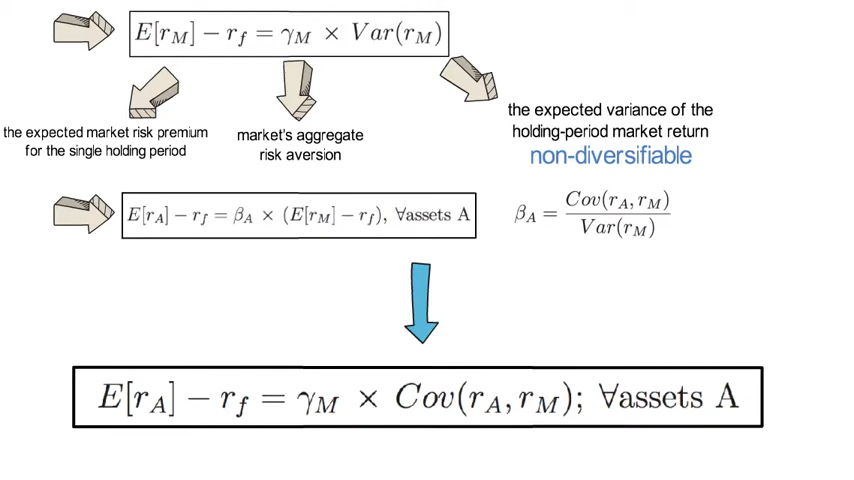 E[r_M] − r_f = γ_M × Var(r_M)
the expected market risk premium
for the single holding period
market's aggregate
risk aversion
the expected variance of the
holding-period market return
non-diversifiable
E[r_A] − r_f = β_A × (E[r_M] − r_f), ∀assets A
β_A = Cov(r_A, r_M) / Var(r_M)
E[r_A] − r_f = γ_M × Cov(r_A, r_M); ∀assets A